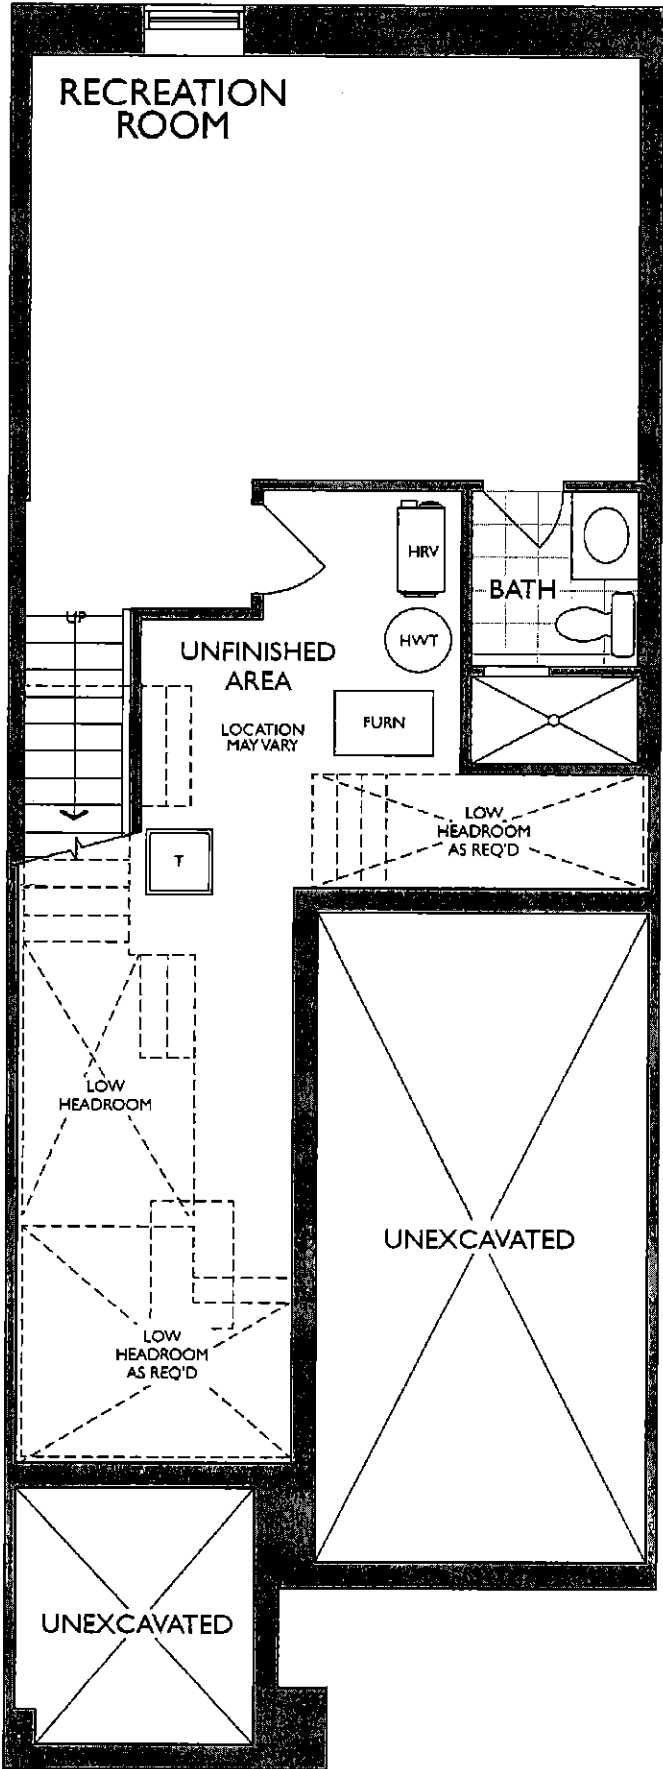 RECREATION
ROOM
HRV
BATH
UP
HWT
UNFINISHED
AREA
LOCATION
MAY VARY
FURN
LOW
HEADROOM
AS REQ'D
T
LOW
HEADROOM
UNEXCAVATED
LOW
HEADROOM
AS REQ'D
UNEXCAVATED